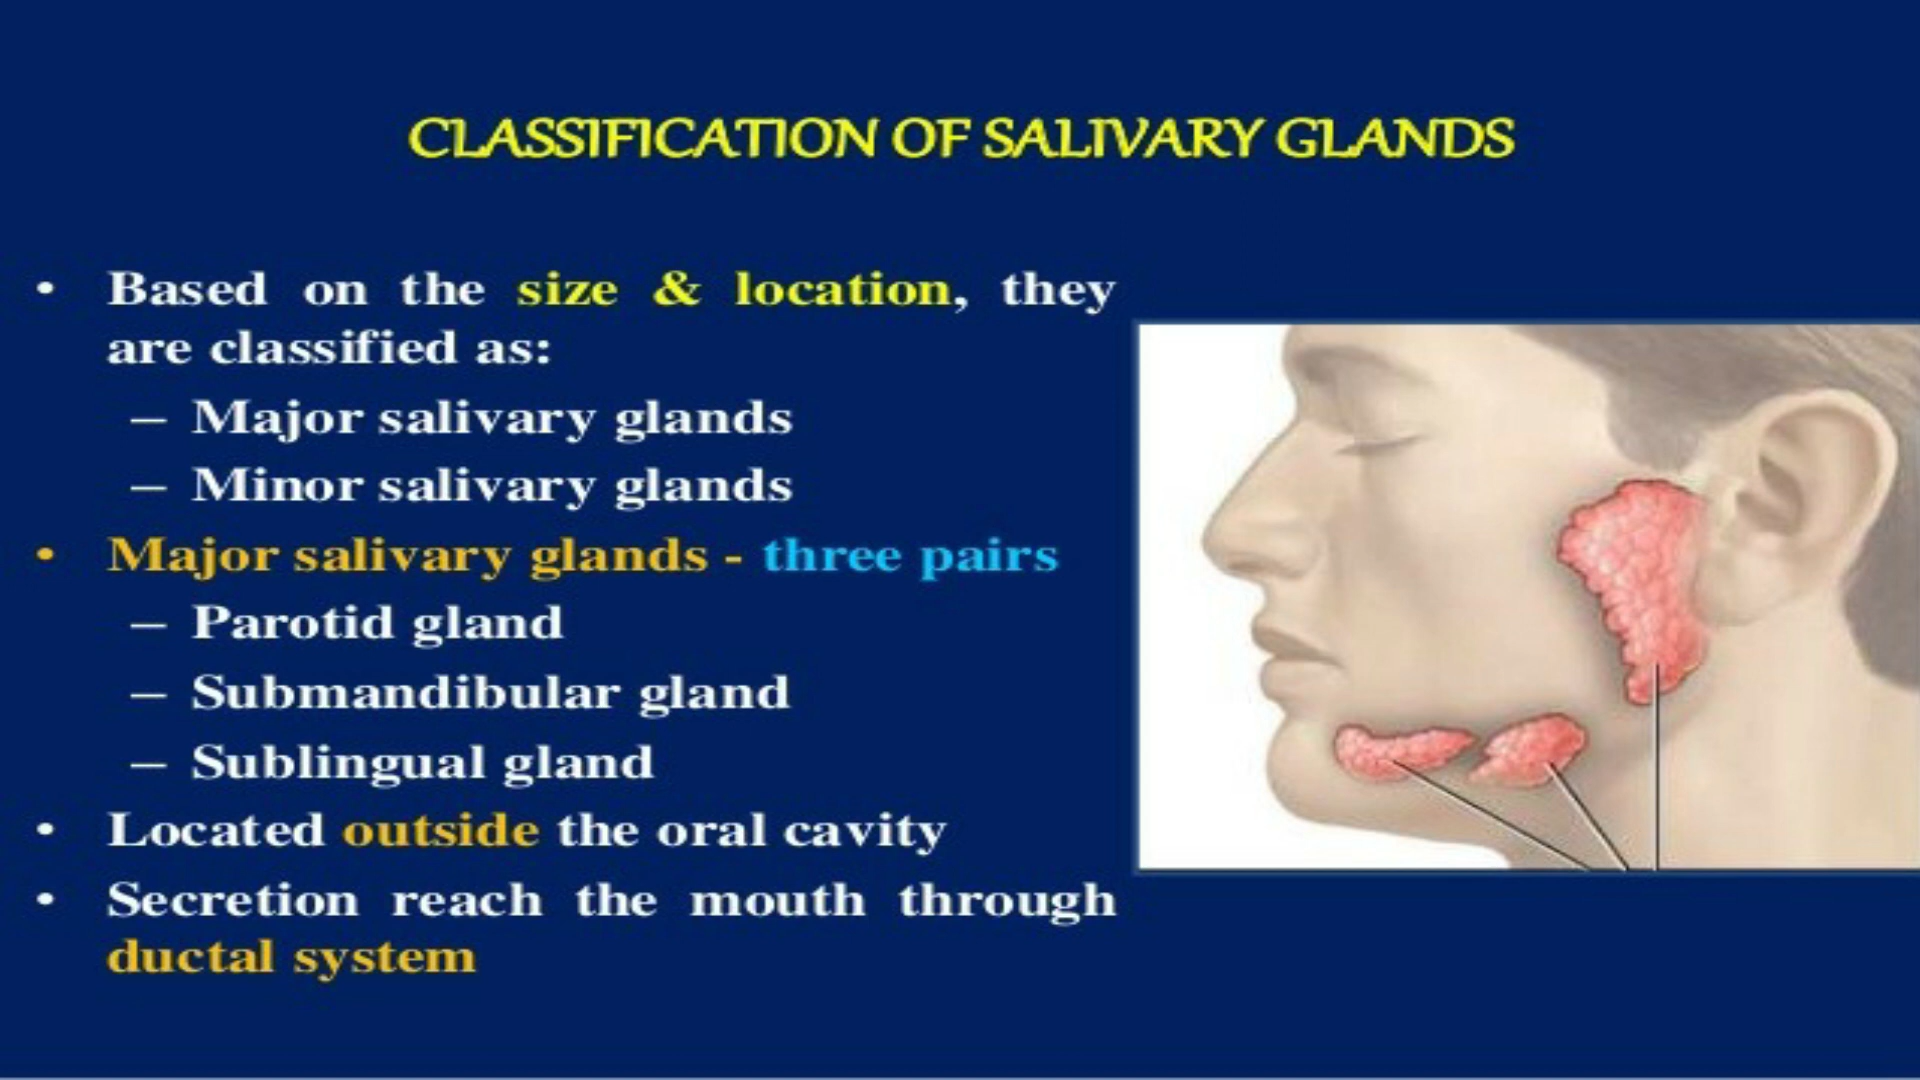 CLASSIFICATION OF SALIVARY GLANDS
• Based on the size & location, they
are classified as:
– Major salivary glands
– Minor salivary glands
• Major salivary glands - three pairs
– Parotid gland
– Submandibular gland
– Sublingual gland
• Located outside the oral cavity
• Secretion reach the mouth through
ductal system